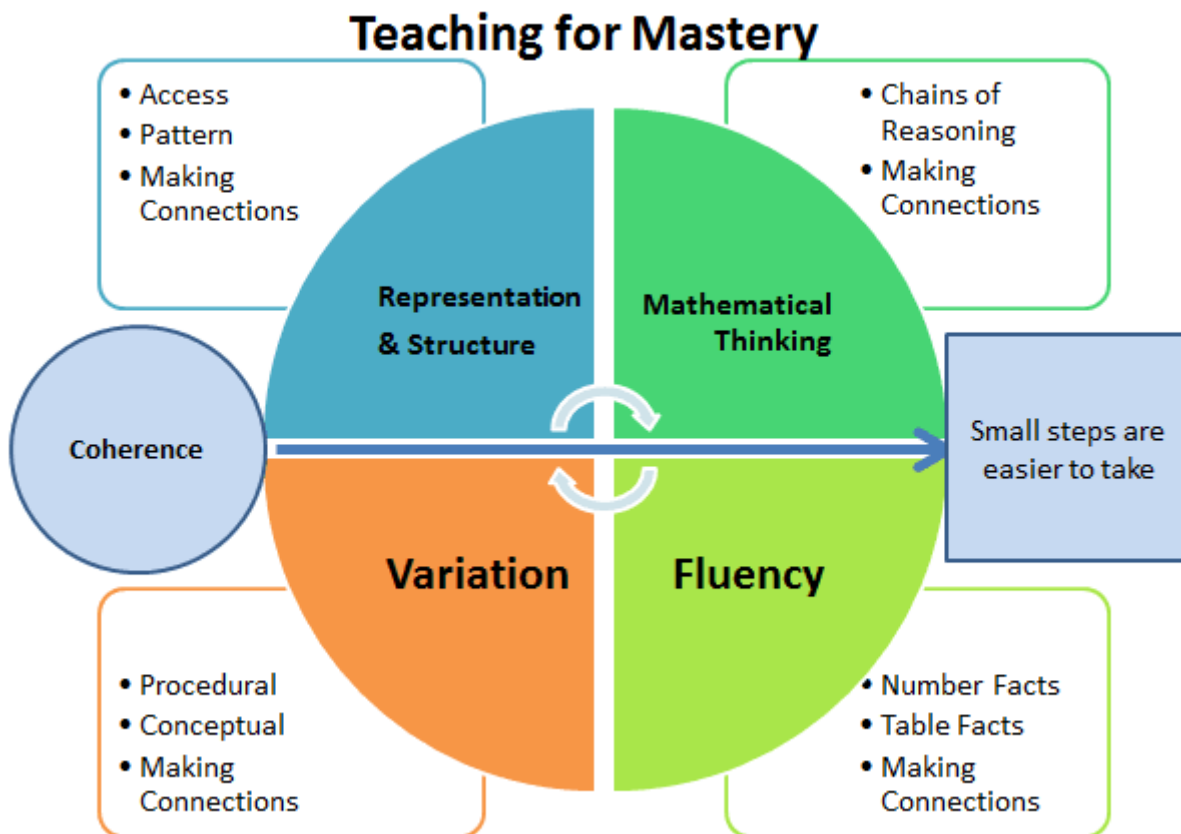 Teaching for Mastery
• Access
• Pattern
• Making
Connections
• Chains of
Reasoning
• Making
Connections
Representation
& Structure
Mathematical
Thinking
Coherence
Small steps are
easier to take
Variation
Fluency
• Procedural
• Conceptual
• Making
Connections
• Number Facts
• Table Facts
• Making
Connections